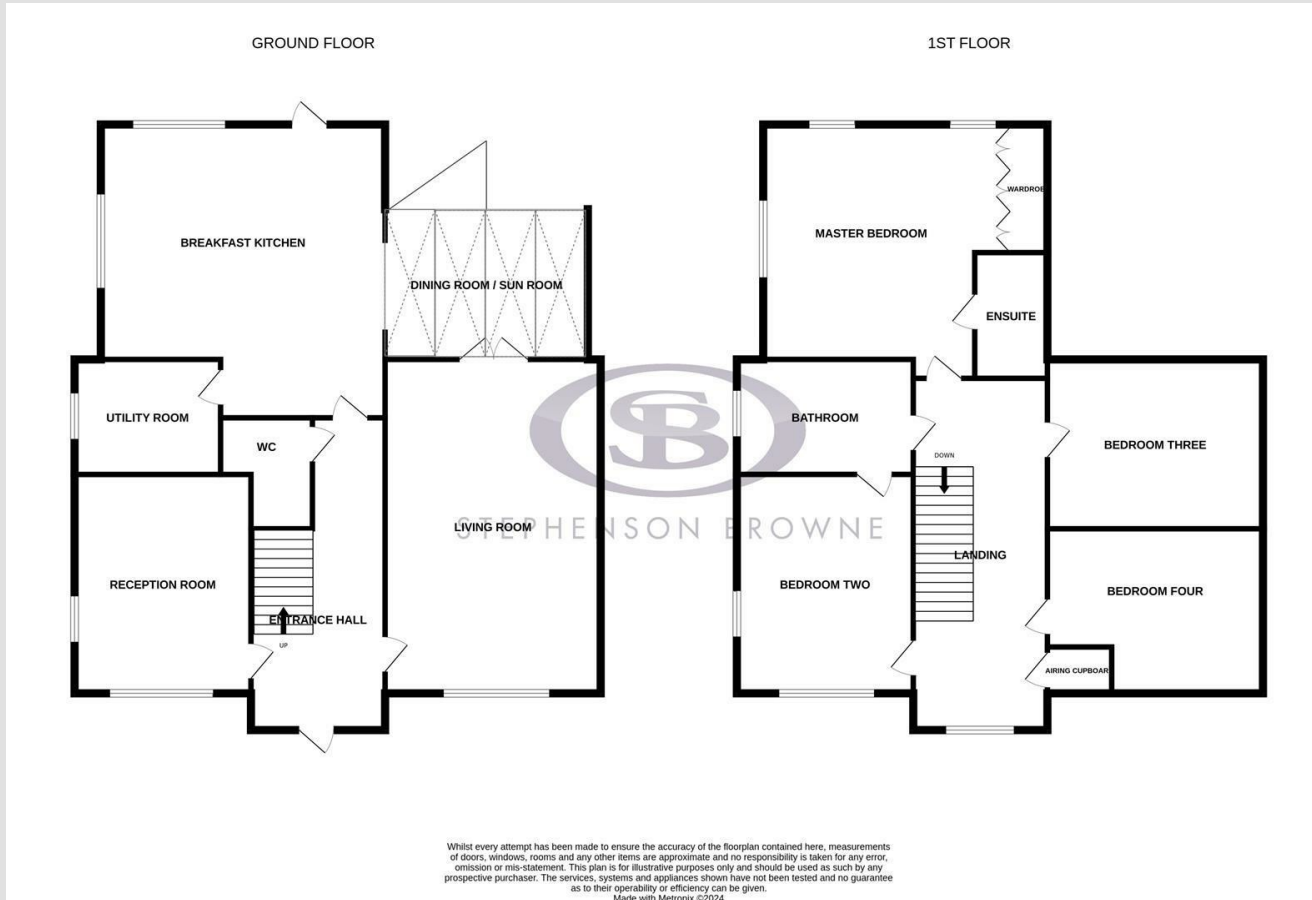 GROUND FLOOR
1ST FLOOR
BREAKFAST KITCHEN
DINING ROOM / SUN ROOM
UTILITY ROOM
WC
LIVING ROOM
RECEPTION ROOM
ENTRANCE HALL
UP
MASTER BEDROOM
WARDROBE
ENSUITE
BATHROOM
BEDROOM THREE
DOWN
LANDING
BEDROOM TWO
BEDROOM FOUR
AIRING CUPBOAR
SB
STEPHENSON BROWNE
Whilst every attempt has been made to ensure the accuracy of the floorplan contained here, measurements
of doors, windows, rooms and any other items are approximate and no responsibility is taken for any error,
omission or mis-statement. This plan is for illustrative purposes only and should be used as such by any
prospective purchaser. The services, systems and appliances shown have not been tested and no guarantee
as to their operability or efficiency can be given.
Made with Metropix ©2024